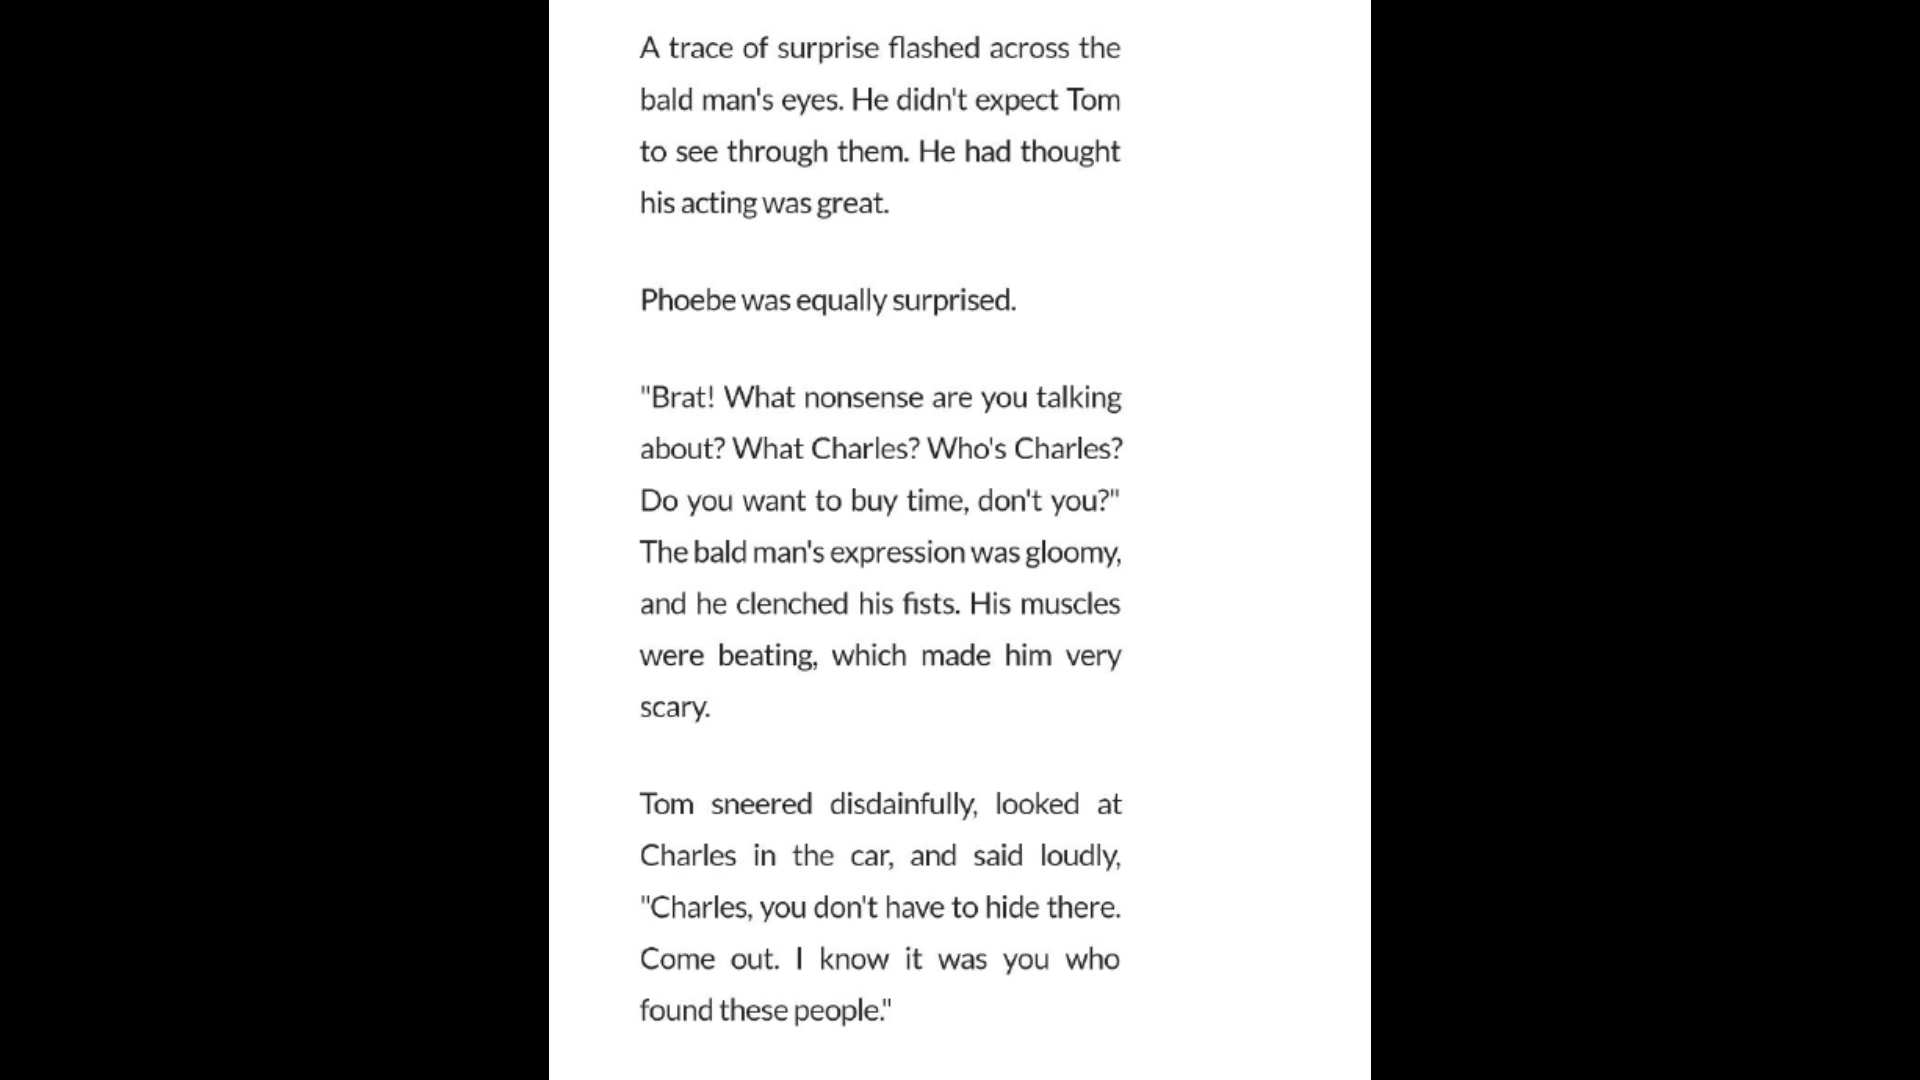 A trace of surprise flashed across the
bald man's eyes. He didn't expect Tom
to see through them. He had thought
his acting was great.
Phoebe was equally surprised.
"Brat! What nonsense are you talking
about? What Charles? Who's Charles?
Do you want to buy time, don't you?"
The bald man's expression was gloomy,
and he clenched his fists. His muscles
were beating, which made him very
scary.
Tom sneered disdainfully, looked at
Charles in the car, and said loudly,
"Charles, you don't have to hide there.
Come out. I know it was you who
found these people."